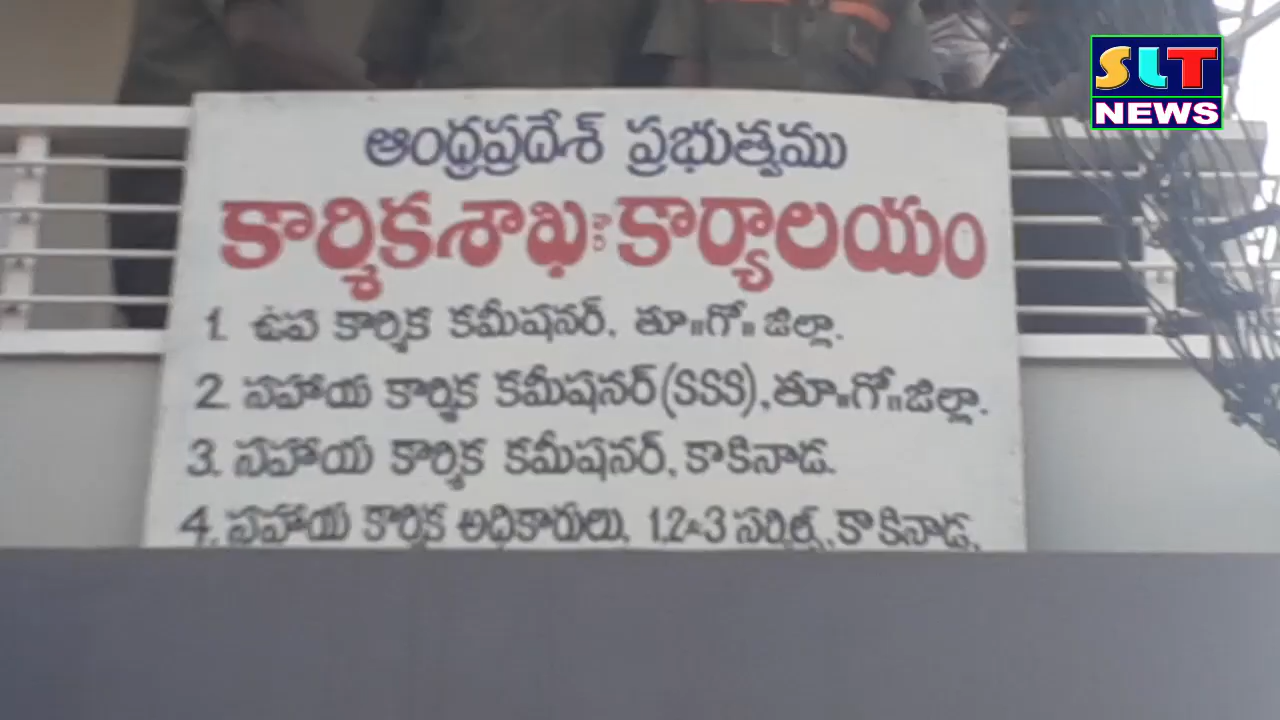 SLT
NEWS
ఆంధ్రప్రదేశ్ ప్రభుత్వము
కార్మికశాఖ :: కార్యాలయం
1. ఉప కార్మిక కమీషనర్, తూ॥గో॥ జిల్లా.
2. సహాయ కార్మిక కమీషనర్(SSS), తూ॥గో॥జిల్లా.
3. సహాయ కార్మిక కమీషనర్, కాకినాడ.
4. సహాయ కార్మిక అధికారులు, 1,2&3 సర్కిల్స్, కాకినాడ,